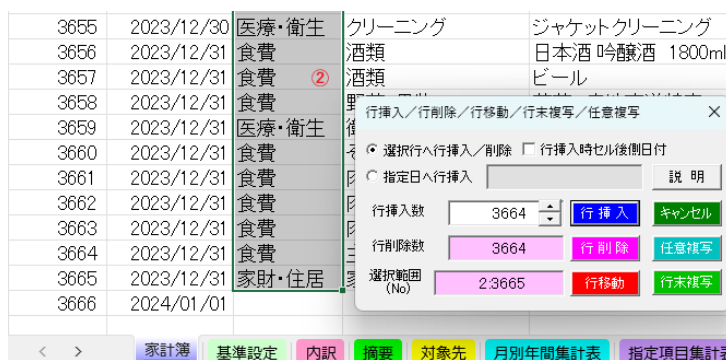 3655 2023/12/30 医療・衛生 クリーニング ジャケットクリーニング
3656 2023/12/31 食費 酒類 日本酒 吟醸酒 1800ml
3657 2023/12/31 食費 ② 酒類 ビール
3658 2023/12/31 食費
3659 2023/12/31 医療・衛生
3660 2023/12/31 食費
3661 2023/12/31 食費
3662 2023/12/31 食費
3663 2023/12/31 食費
3664 2023/12/31 食費
3665 2023/12/31 家財・住居
3666 2024/01/01
行挿入／行削除／行移動／行末複写／任意複写 ×
選択行へ行挿入／削除 行挿入時セル後側日付
指定日へ行挿入 説 明
行挿入数 3664 行 挿 入 キャンセル
行削除数 3664 行 削 除 任意複写
選択範囲
(No) 2:3665 行移動 行末複写
< > 家計簿 基準設定 内訳 摘要 対象先 月別年間集計表 指定項目集計